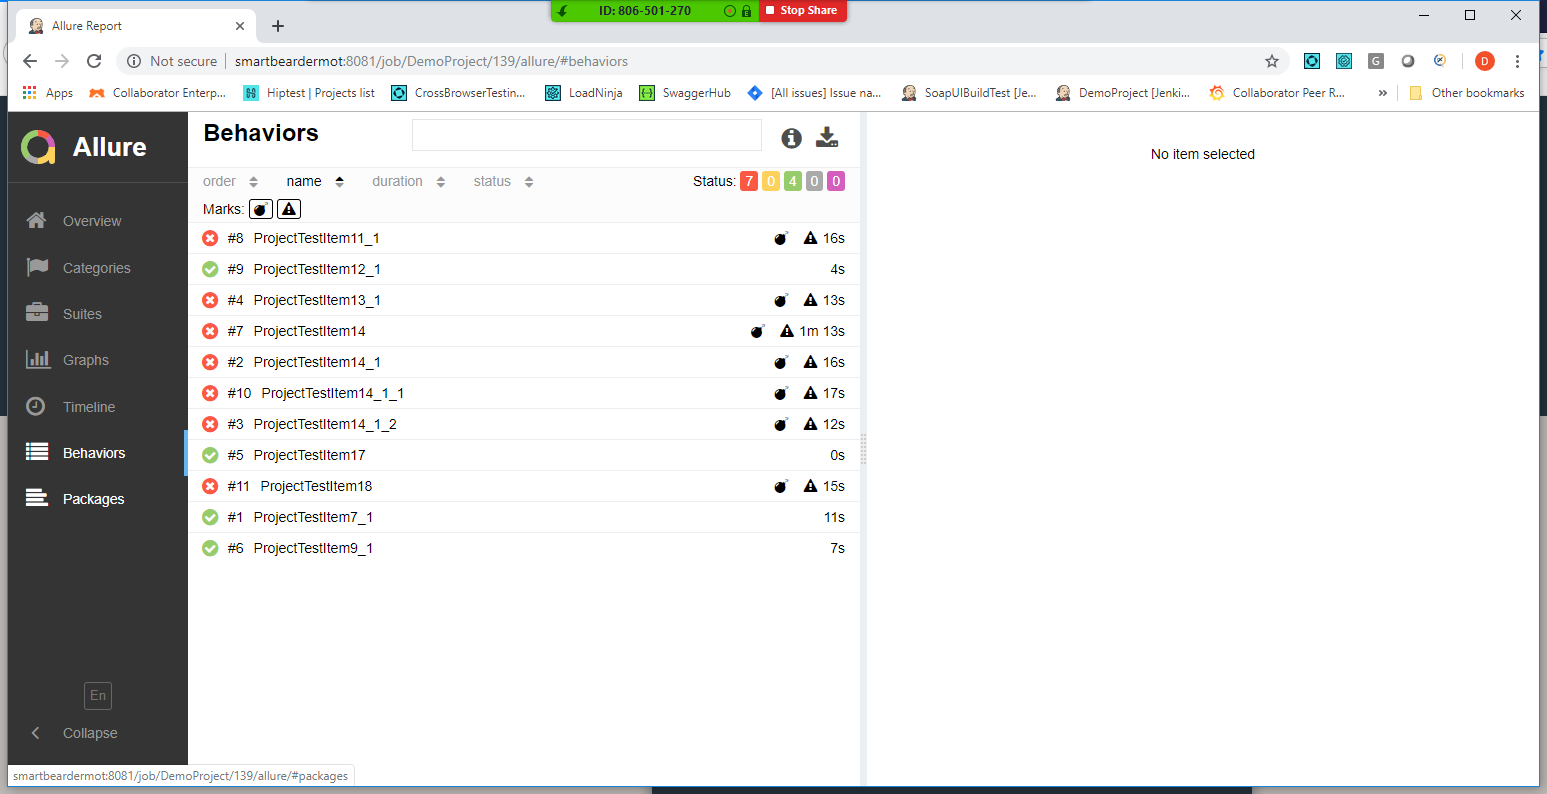 ID: 806-501-270 Stop Share
Allure Report
Not secure smartbeardermot:8081/job/DemoProject/139/allure/#behaviors
G D
Apps Collaborator Enterp... Hiptest | Projects list CrossBrowserTestin... LoadNinja SwaggerHub [All issues] Issue na... SoapUIBuildTest [Je... DemoProject [Jenki... Collaborator Peer R... » Other bookmarks
Allure
Overview
Categories
Suites
Graphs
Timeline
Behaviors
Packages
En
Collapse
smartbeardermot:8081/job/DemoProject/139/allure/#packages
Behaviors
order name duration status Status: 7 0 4 0 0
Marks:
#8 ProjectTestItem11_1 16s
#9 ProjectTestItem12_1 4s
#4 ProjectTestItem13_1 13s
#7 ProjectTestItem14 1m 13s
#2 ProjectTestItem14_1 16s
#10 ProjectTestItem14_1_1 17s
#3 ProjectTestItem14_1_2 12s
#5 ProjectTestItem17 0s
#11 ProjectTestItem18 15s
#1 ProjectTestItem7_1 11s
#6 ProjectTestItem9_1 7s
No item selected